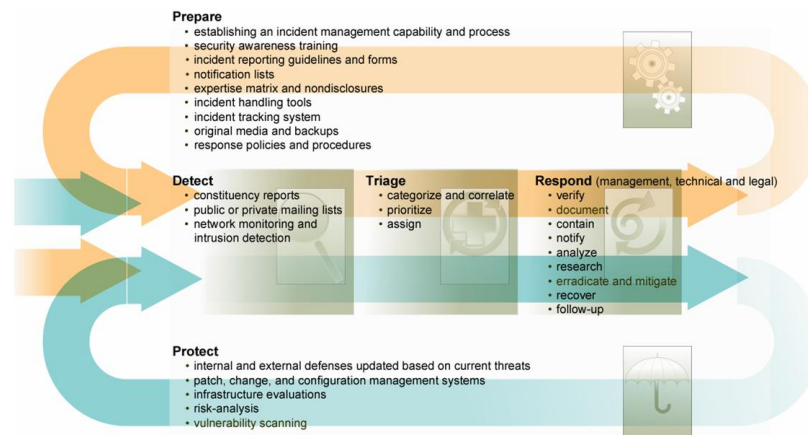 Prepare
• establishing an incident management capability and process
• security awareness training
• incident reporting guidelines and forms
• notification lists
• expertise matrix and nondisclosures
• incident handling tools
• incident tracking system
• original media and backups
• response policies and procedures
Detect
• constituency reports
• public or private mailing lists
• network monitoring and
intrusion detection
Triage
• categorize and correlate
• prioritize
• assign
Respond (management, technical and legal)
• verify
• document
• contain
• notify
• analyze
• research
• erradicate and mitigate
• recover
• follow-up
Protect
• internal and external defenses updated based on current threats
• patch, change, and configuration management systems
• infrastructure evaluations
• risk-analysis
• vulnerability scanning